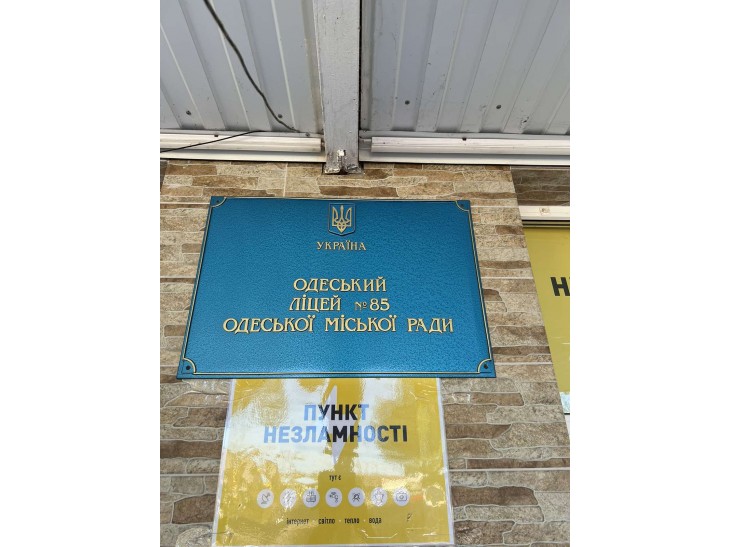 УКРАЇНА
ОДЕСЬКИЙ
ЛІЦЕЙ №85
ОДЕСЬКОЇ МІСЬКОЇ РАДИ
ПУНКТ
НЕЗЛАМНОСТІ
тут є
інтернет · світло · тепло · вода